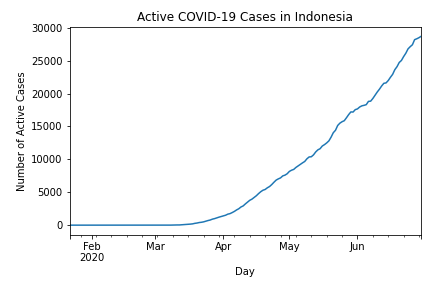 Active COVID-19 Cases in Indonesia
30000
25000
20000
15000
10000
5000
0
Number of Active Cases
Feb Mar Apr May Jun
2020
Day